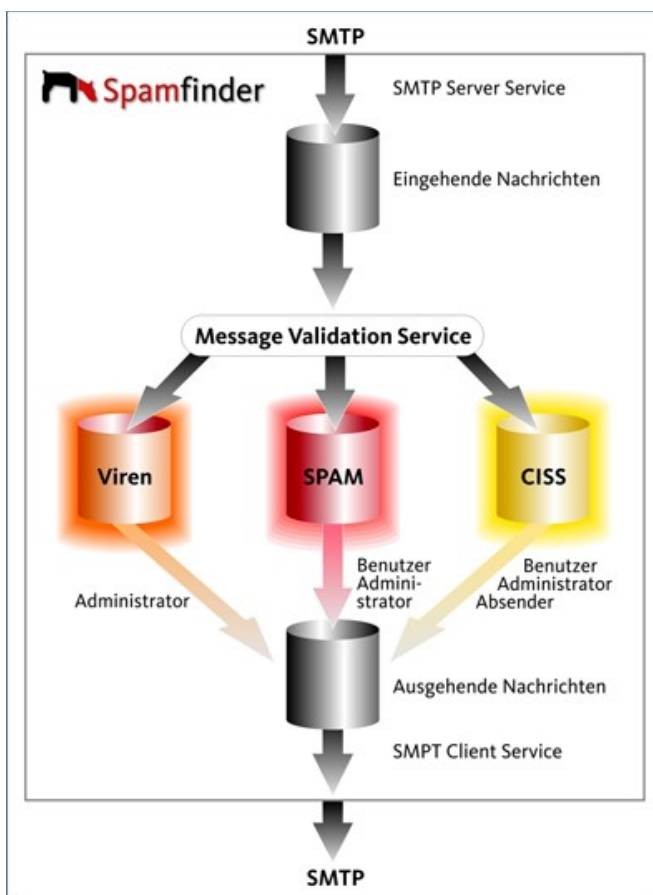 SMTP
Spamfinder
SMTP Server Service
Eingehende Nachrichten
Message Validation Service
Viren
SPAM
CISS
Administrator
Benutzer
Admini-
strator
Benutzer
Administrator
Absender
Ausgehende Nachrichten
SMPT Client Service
SMTP